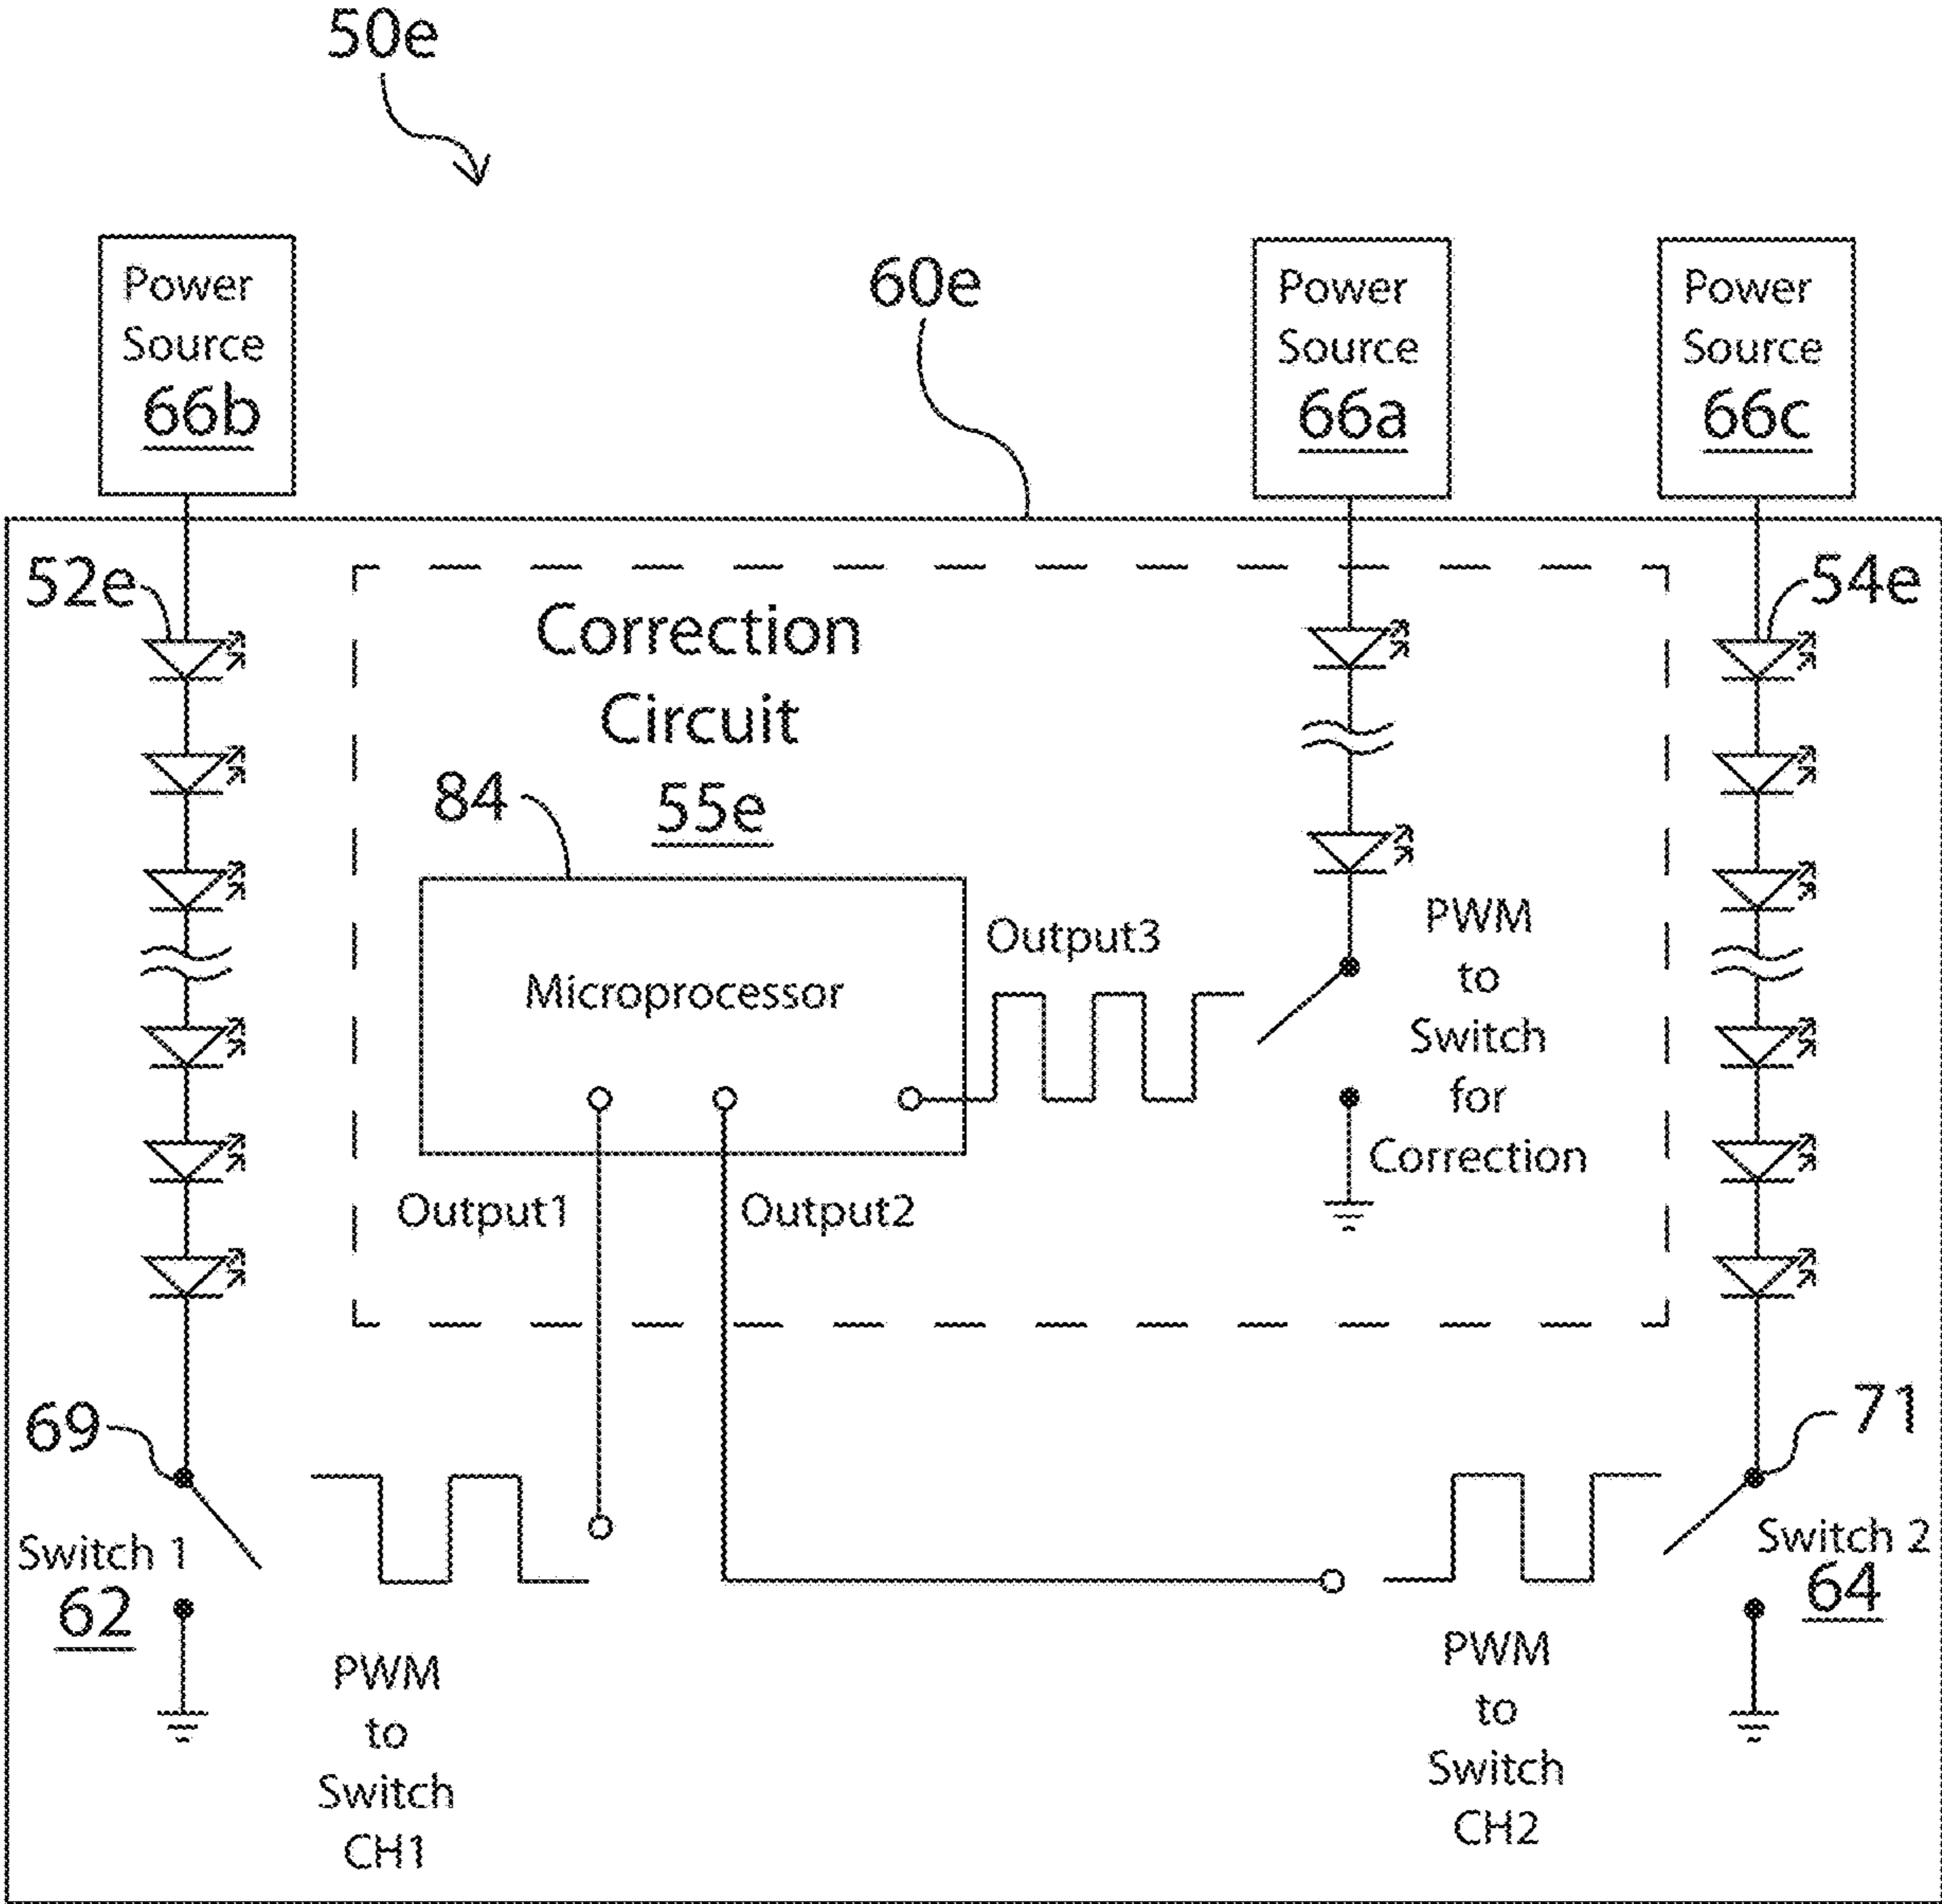 50e
Power
Source
66b
60e
Power
Source
66a
Power
Source
66c
52e
54e
Correction
Circuit
55e
84
Microprocessor
Output3
PWM
to
Switch
for
Correction
Output1
Output2
69
71
Switch 1
62
Switch 2
64
PWM
to
Switch
CH1
PWM
to
Switch
CH2